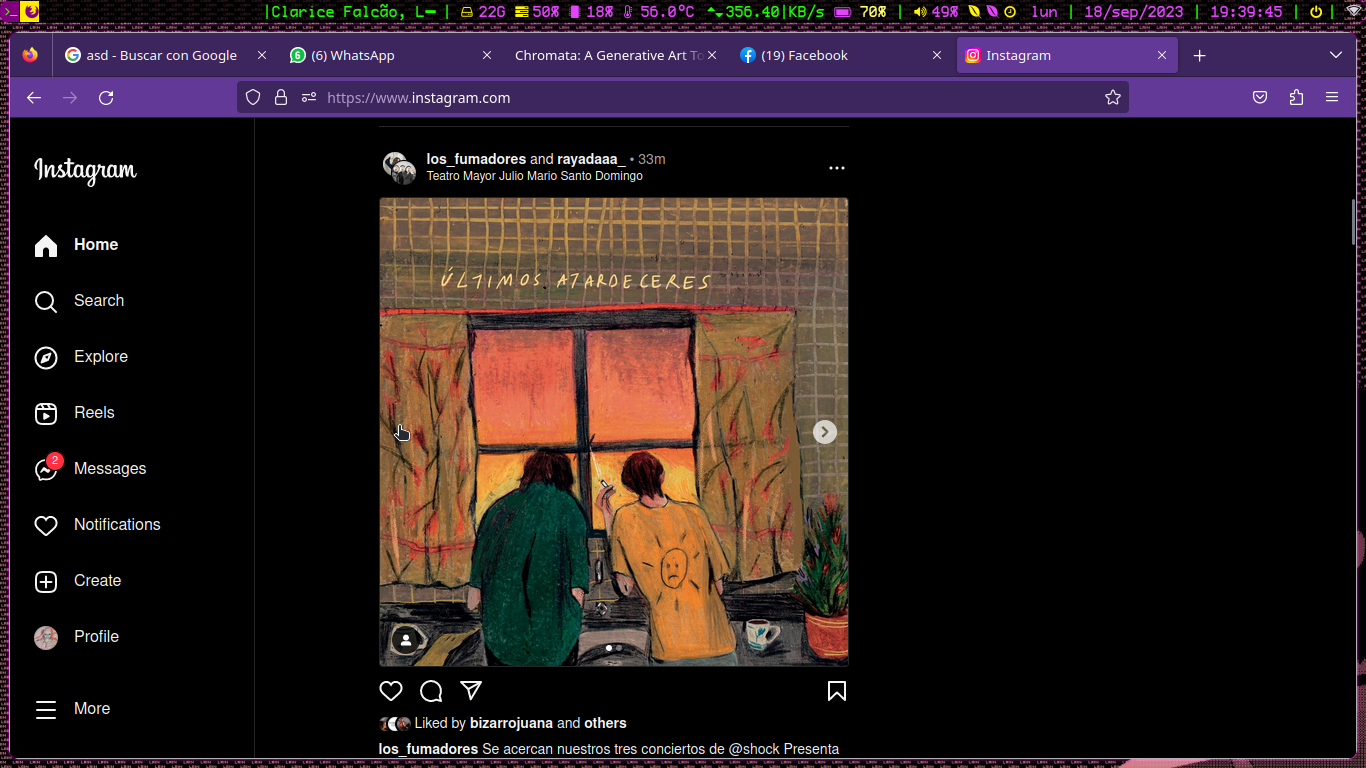 |Clarice Falcão, L━ | 22G 50% 18% 56.0°C 356.40|KB/s 70% | 49% | lun | 18/sep/2023 | 19:39:45 |
asd - Buscar con Google
(6) WhatsApp
Chromata: A Generative Art To
(19) Facebook
Instagram
https://www.instagram.com
Instagram
los_fumadores and rayadaaa_ • 33m
Teatro Mayor Julio Mario Santo Domingo
Home
ÚLTIMOS ATARDECERES
Search
Explore
Reels
2
Messages
Notifications
Create
Profile
More
Liked by bizarrojuana and others
los_fumadores Se acercan nuestros tres conciertos de @shock Presenta